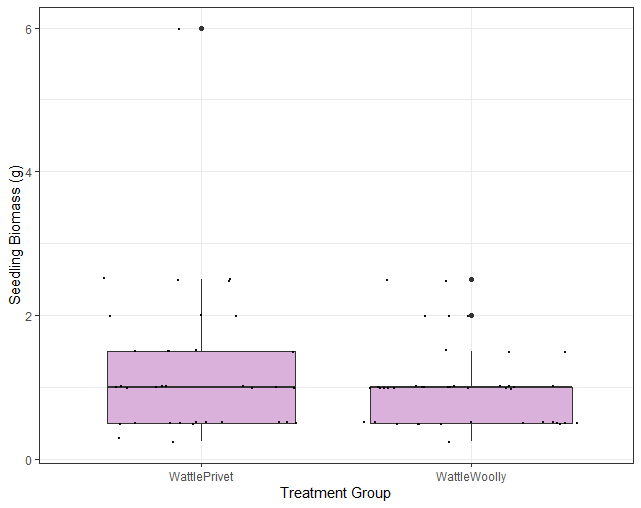 6
4
2
0
Seedling Biomass (g)
WattlePrivet
WattleWoolly
Treatment Group